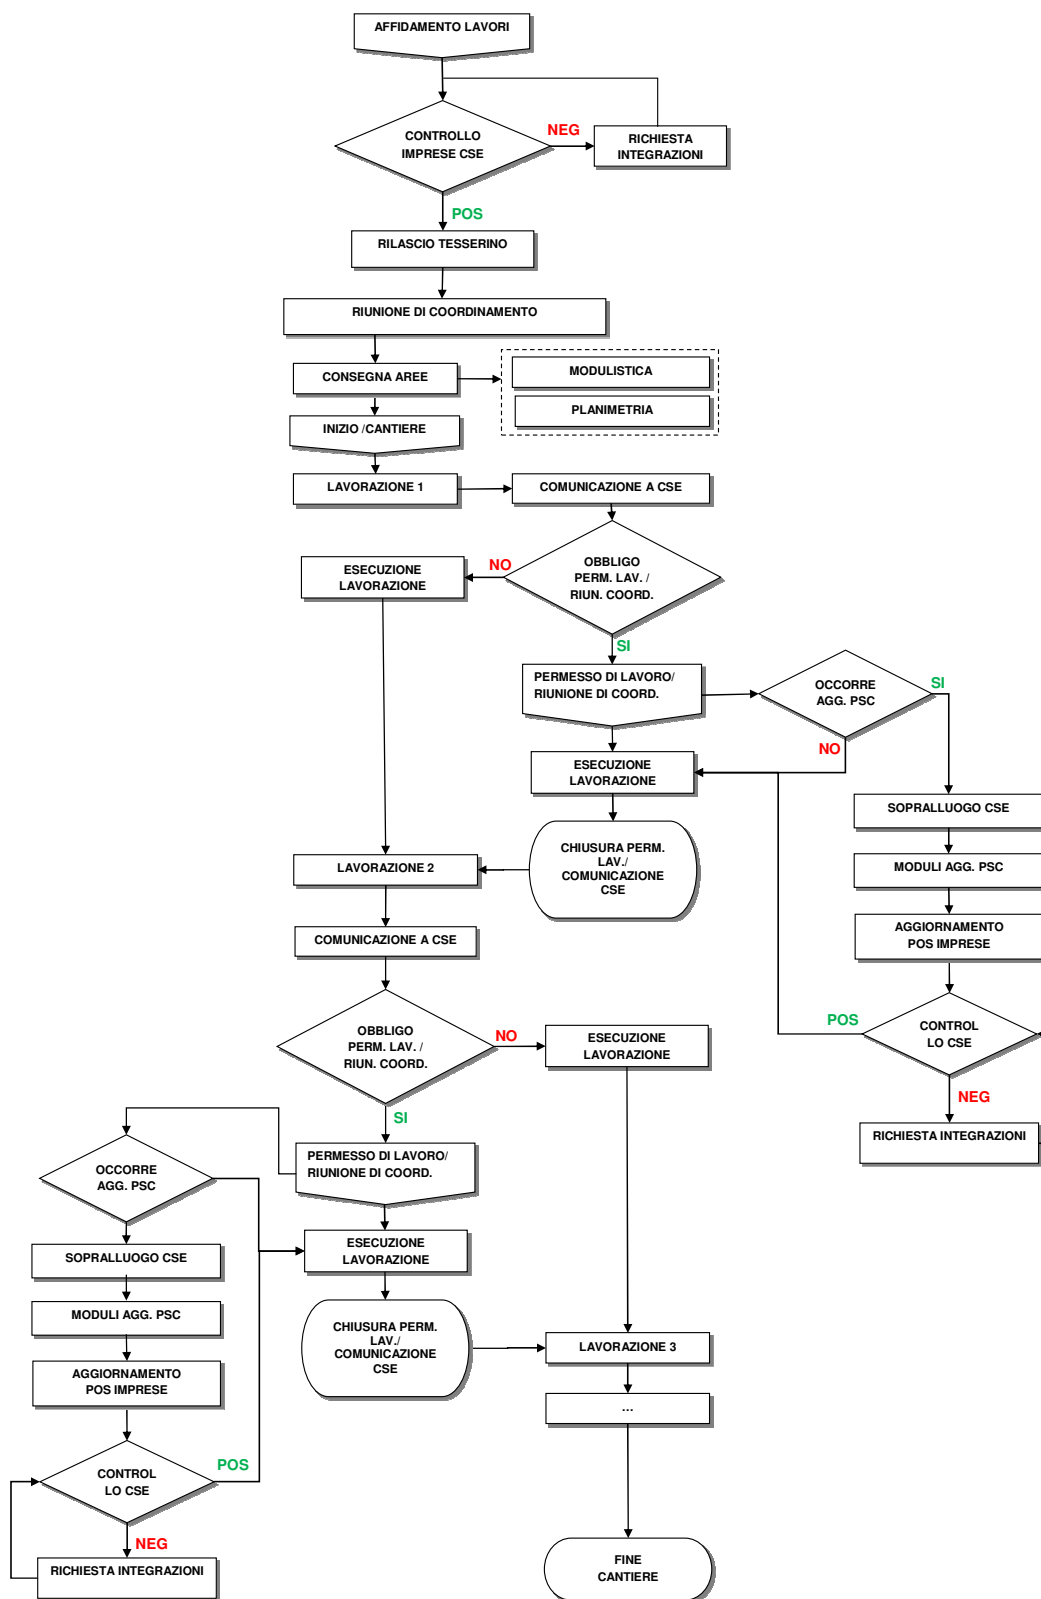 AFFIDAMENTO LAVORI
NEG
CONTROLLO
IMPRESE CSE
RICHIESTA
INTEGRAZIONI
POS
RILASCIO TESSERINO
RIUNIONE DI COORDINAMENTO
CONSEGNA AREE
MODULISTICA
PLANIMETRIA
INIZIO /CANTIERE
LAVORAZIONE 1
COMUNICAZIONE A CSE
OBBLIGO
PERM. LAV. /
RIUN. COORD.
NO
ESECUZIONE
LAVORAZIONE
SI
PERMESSO DI LAVORO/
RIUNIONE DI COORD.
OCCORRE
AGG. PSC
SI
NO
ESECUZIONE
LAVORAZIONE
SOPRALLUOGO CSE
CHIUSURA PERM.
LAV./
COMUNICAZIONE
CSE
LAVORAZIONE 2
MODULI AGG. PSC
AGGIORNAMENTO
POS IMPRESE
COMUNICAZIONE A CSE
POS
CONTROL
LO CSE
OBBLIGO
PERM. LAV. /
RIUN. COORD.
NO
ESECUZIONE
LAVORAZIONE
NEG
RICHIESTA INTEGRAZIONI
SI
PERMESSO DI LAVORO/
RIUNIONE DI COORD.
OCCORRE
AGG. PSC
ESECUZIONE
LAVORAZIONE
SOPRALLUOGO CSE
MODULI AGG. PSC
CHIUSURA PERM.
LAV./
COMUNICAZIONE
CSE
LAVORAZIONE 3
AGGIORNAMENTO
POS IMPRESE
...
POS
CONTROL
LO CSE
NEG
RICHIESTA INTEGRAZIONI
FINE
CANTIERE